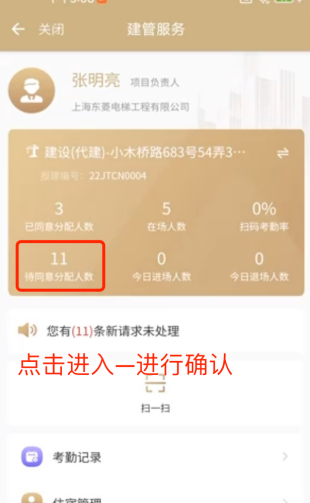 关闭 建管服务
张明亮 项目负责人
上海东菱电梯工程有限公司
建设(代建)-小木桥路683号54弄3…
22JTCN0004
3 5 0%
已同意分配人数 在场人数 扫码考勤率
11 0 0
待同意分配人数 今日进场人数 今日退场人数
您有(11)条新请求未处理
点击进入—进行确认
扫一扫
考勤记录
住宿管理